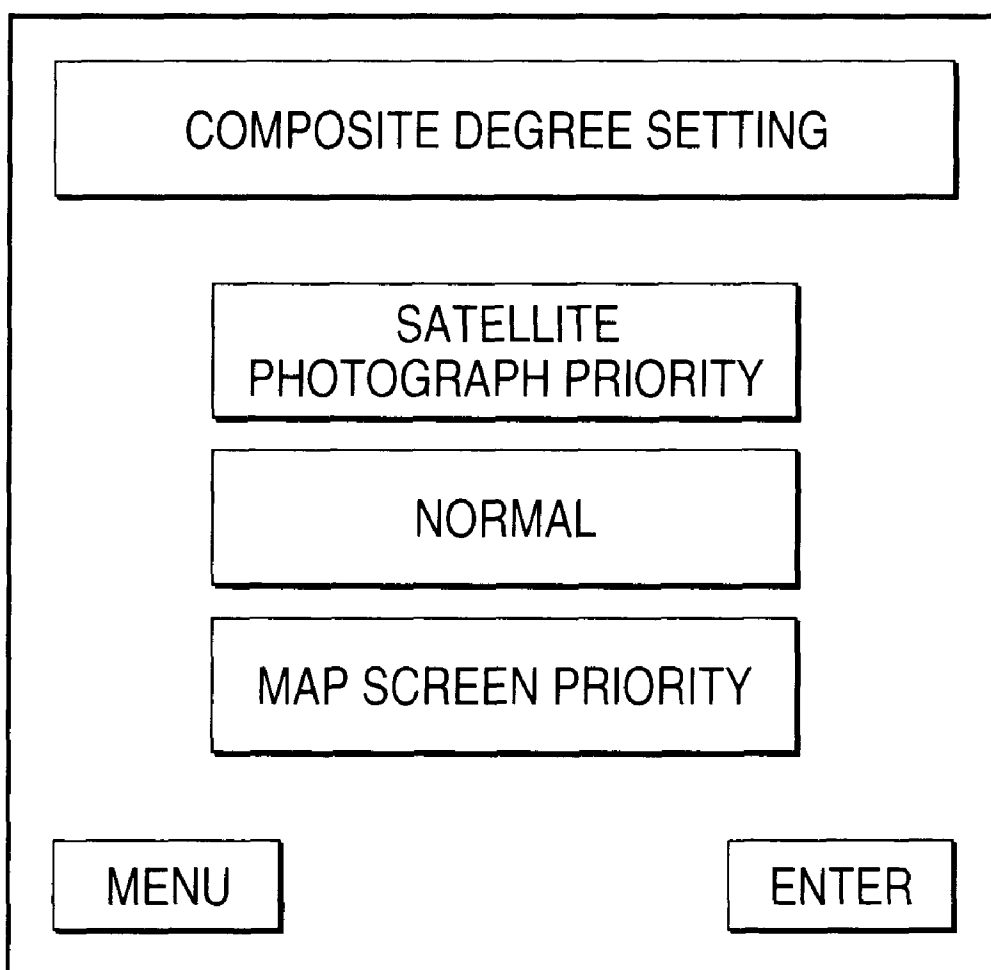 COMPOSITE DEGREE SETTING
SATELLITE
PHOTOGRAPH PRIORITY
NORMAL
MAP SCREEN PRIORITY
MENU
ENTER